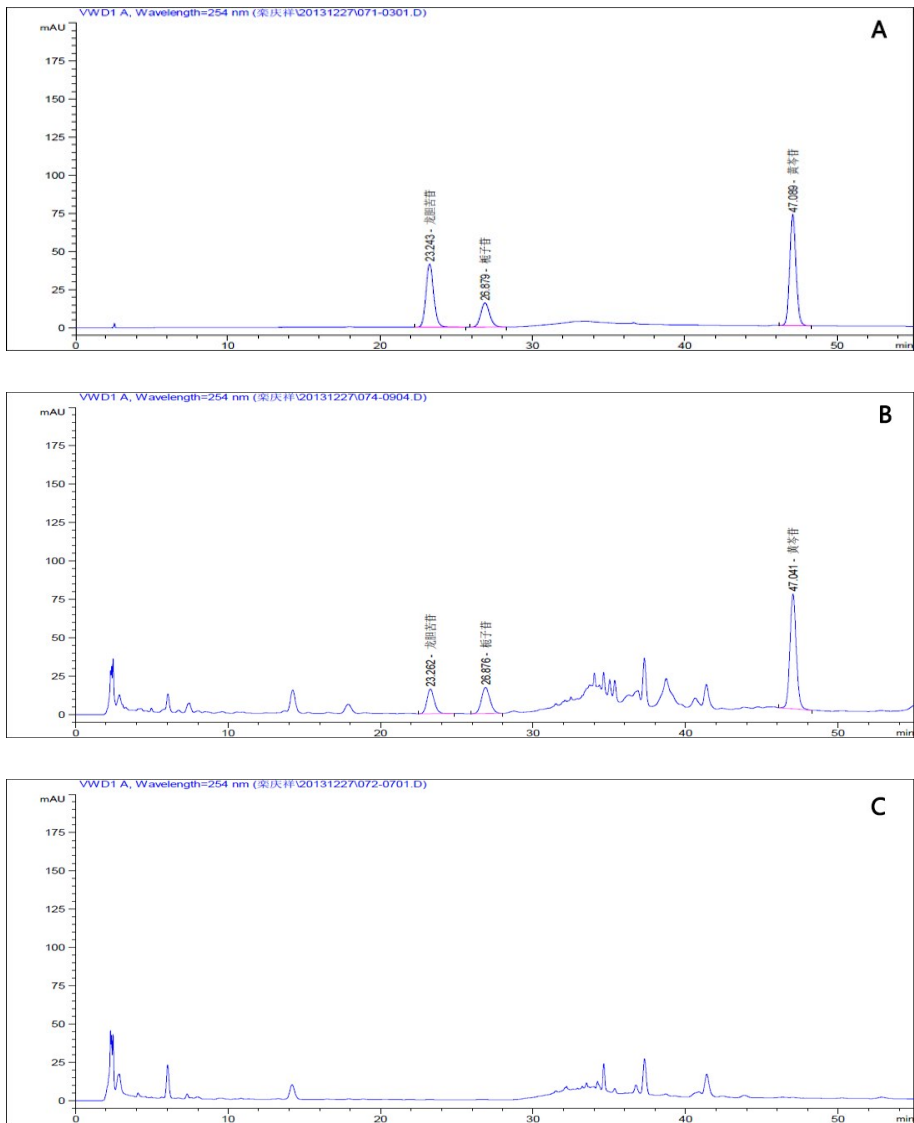 VWD1 A, Wavelength=254 nm (栾庆祥\20131227\071-0301.D)
mAU
A
175
150
125
100
75
50
25
0
23.243 - 龙胆苦苷
26.879 - 栀子苷
47.089 - 黄芩苷
0 10 20 30 40 50 min
VWD1 A, Wavelength=254 nm (栾庆祥\20131227\074-0904.D)
mAU
B
175
150
125
100
75
50
25
0
23.262 - 龙胆苦苷
26.876 - 栀子苷
47.041 - 黄芩苷
0 10 20 30 40 50 min
VWD1 A, Wavelength=254 nm (栾庆祥\20131227\072-0701.D)
mAU
C
175
150
125
100
75
50
25
0
0 10 20 30 40 50 min